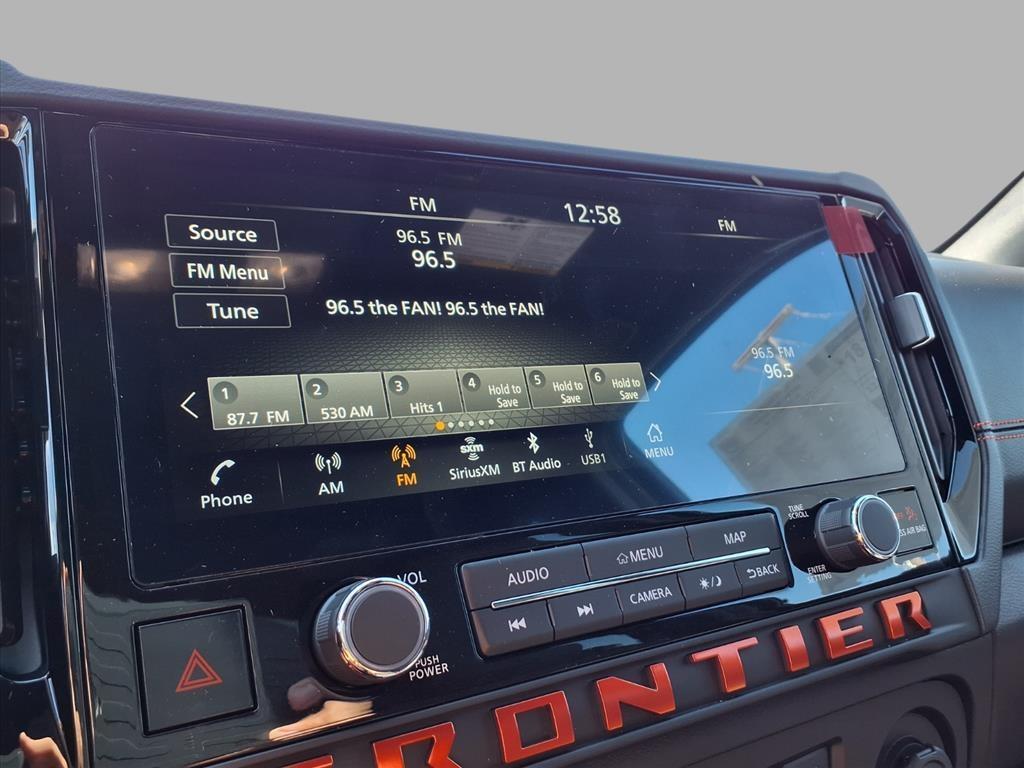 FM 12:58 FM
Source 96.5 FM
96.5
FM Menu
Tune 96.5 the FAN! 96.5 the FAN!
96.5 FM
96.5
1 87.7 FM
2 530 AM
3 Hits 1
4 Hold to Save
5 Hold to Save
6 Hold to Save
Phone AM FM SiriusXM BT Audio USB1 MENU
sxm
VOL
PUSH
POWER
AUDIO MENU MAP
CAMERA BACK
TUNE
SCROLL
ENTER
SETTING
AIR BAG
FRONTIER